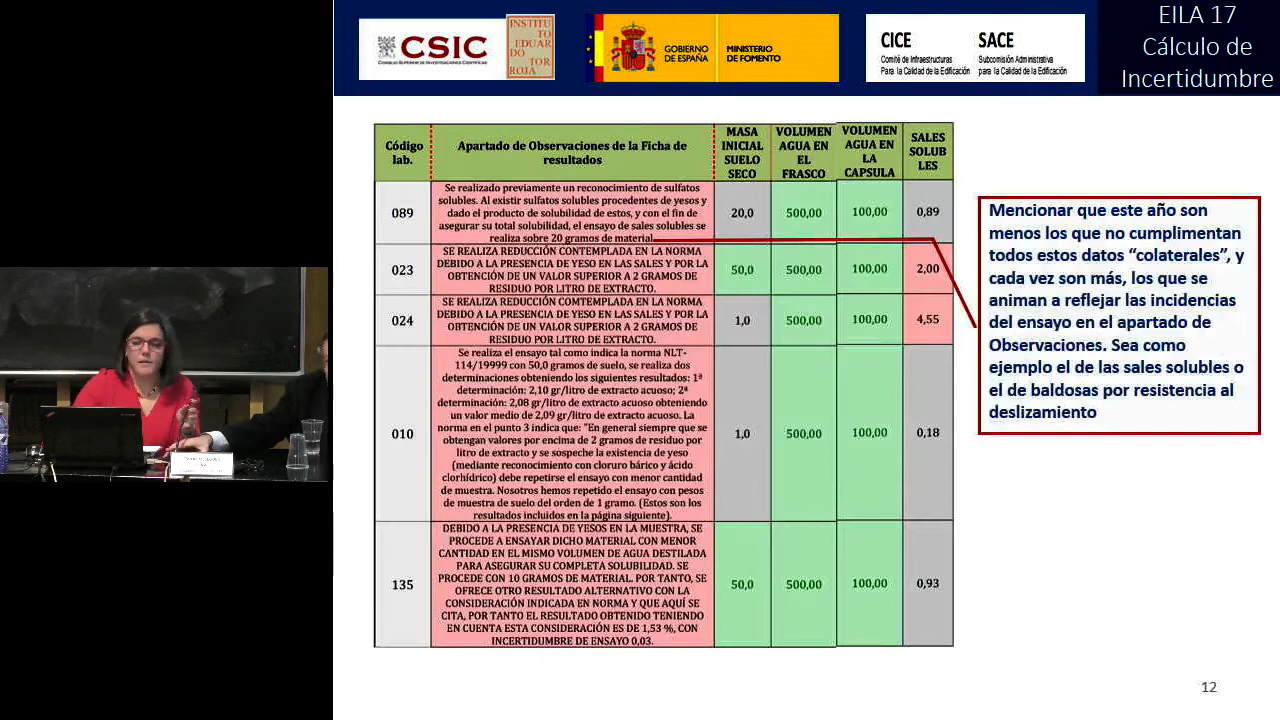 CSIC
CONSEJO SUPERIOR DE INVESTIGACIONES CIENTÍFICAS
INSTITU
TO
EDUAR
DO
TOR
ROJA
GOBIERNO
DE ESPAÑA
MINISTERIO
DE FOMENTO
CICE
Comité de Infraestructuras
Para la Calidad de la Edificación
SACE
Subcomisión Administrativa
para la Calidad de la Edificación
EILA 17
Cálculo de
Incertidumbre
Código
lab.
Apartado de Observaciones de la Ficha de
resultados
MASA
INICIAL
SUELO
SECO
VOLUMEN
AGUA EN
EL
FRASCO
VOLUMEN
AGUA EN
LA
CAPSULA
SALES
SOLUB
LES
089
Se realizado previamente un reconocimiento de sulfatos
solubles. Al existir sulfatos solubles procedentes de yesos y
dado el producto de solubilidad de estos, y con el fin de
asegurar su total solubilidad, el ensayo de sales solubles se
realiza sobre 20 gramos de material
20,0
500,00
100,00
0,89
023
SE REALIZA REDUCCIÓN CONTEMPLADA EN LA NORMA
DEBIDO A LA PRESENCIA DE YESO EN LAS SALES Y POR LA
OBTENCIÓN DE UN VALOR SUPERIOR A 2 GRAMOS DE
RESIDUO POR LITRO DE EXTRACTO.
50,0
500,00
100,00
2,00
024
SE REALIZA REDUCCIÓN COMTEMPLADA EN LA NORMA
DEBIDO A LA PRESENCIA DE YESO EN LAS SALES Y POR LA
OBTENCIÓN DE UN VALOR SUPERIOR A 2 GRAMOS DE
RESIDUO POR LITRO DE EXTRACTO.
1,0
500,00
100,00
4,55
010
Se realiza el ensayo tal como indica la norma NLT-
114/19999 con 50,0 gramos de suelo, se realiza dos
determinaciones obteniendo los siguientes resultados: 1ª
determinación: 2,10 gr/litro de extracto acuoso; 2ª
determinación: 2,08 gr/litro de extracto acuoso obteniendo
un valor medio de 2,09 gr/litro de extracto acuoso. La
norma en el punto 3 indica que: "En general siempre que se
obtengan valores por encima de 2 gramos de residuo por
litro de extracto y se sospeche la existencia de yeso
(mediante reconocimiento con cloruro bárico y ácido
clorhídrico) debe repetirse el ensayo con menor cantidad
de muestra. Nosotros hemos repetido el ensayo con pesos
de muestra de suelo del orden de 1 gramo. (Estos son los
resultados incluidos en la página siguiente).
1,0
500,00
100,00
0,18
135
DEBIDO A LA PRESENCIA DE YESOS EN LA MUESTRA, SE
PROCEDE A ENSAYAR DICHO MATERIAL CON MENOR
CANTIDAD EN EL MISMO VOLUMEN DE AGUA DESTILADA
PARA ASEGURAR SU COMPLETA SOLUBILIDAD. SE
PROCEDE CON 10 GRAMOS DE MATERIAL. POR TANTO, SE
OFRECE OTRO RESULTADO ALTERNATIVO CON LA
CONSIDERACIÓN INDICADA EN NORMA Y QUE AQUÍ SE
CITA, POR TANTO EL RESULTADO OBTENIDO TENIENDO
EN CUENTA ESTA CONSIDERACIÓN ES DE 1,53 %, CON
INCERTIDUMBRE DE ENSAYO 0,03.
50,0
500,00
100,00
0,93
Mencionar que este año son
menos los que no cumplimentan
todos estos datos “colaterales”, y
cada vez son más, los que se
animan a reflejar las incidencias
del ensayo en el apartado de
Observaciones. Sea como
ejemplo el de las sales solubles o
el de baldosas por resistencia al
deslizamiento
12